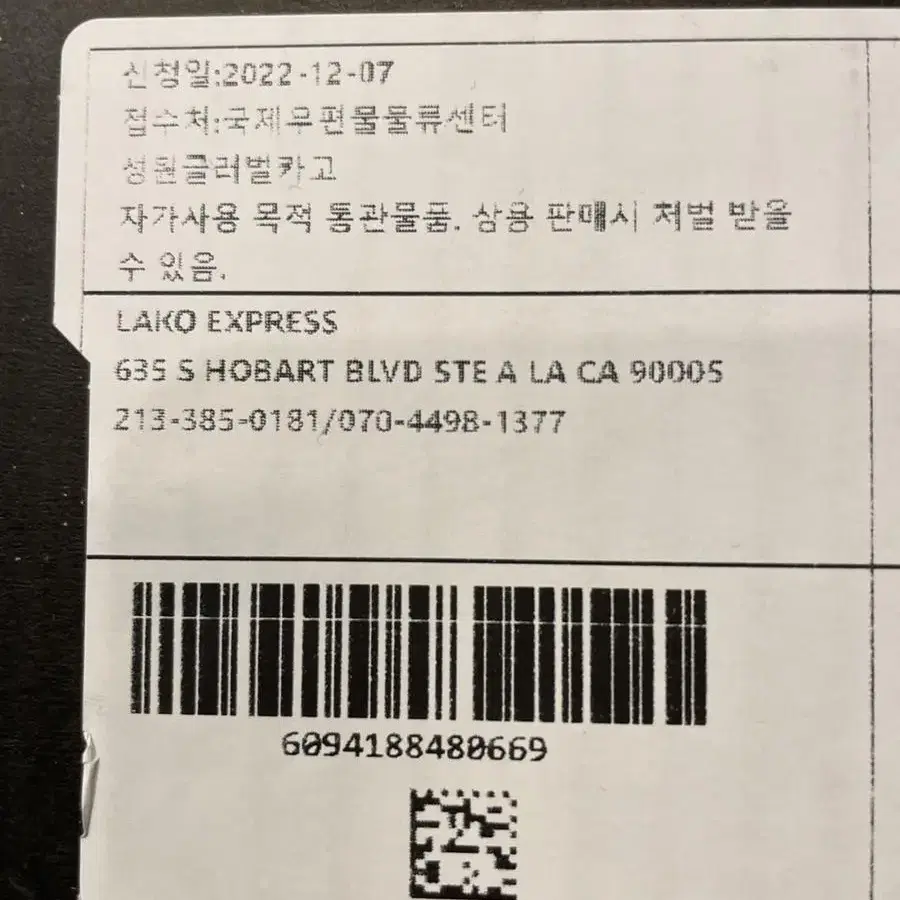 신청일:2022-12-07
접수처:국제우편물물류센터
성원글러벌카고
자가사용 목적 통관물품. 상용 판매시 처벌 받을
수 있음.
LAKO EXPRESS
635 S HOBART BLVD STE A LA CA 90005
213-385-0181/070-4498-1377
6094188480669